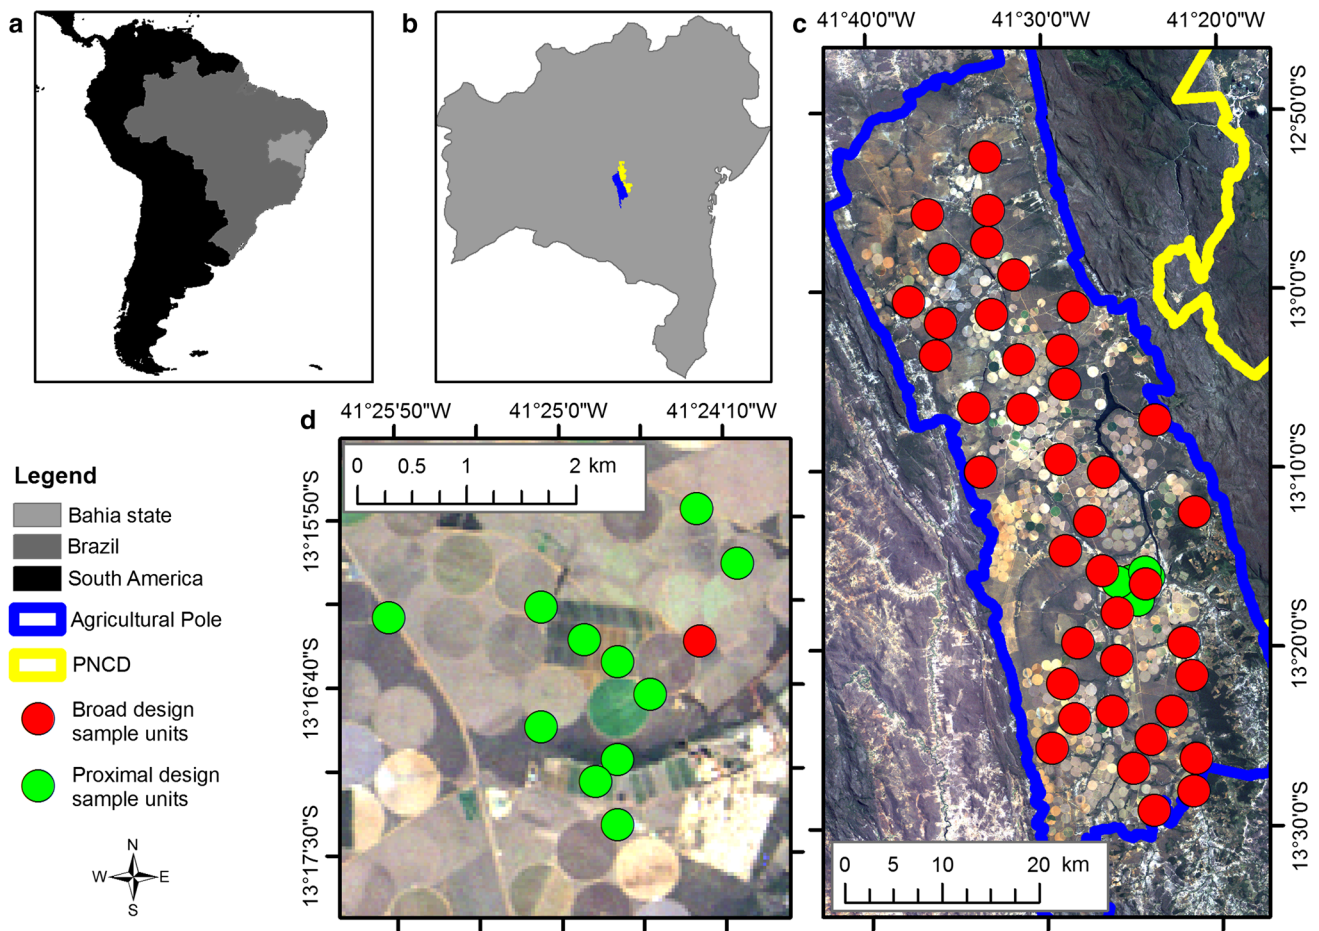 a
b
c
41°40'0"W
41°30'0"W
41°20'0"W
12°50'0"S
13°0'0"S
13°10'0"S
13°20'0"S
13°30'0"S
0 5 10 20 km
d
41°25'50"W
41°25'0"W
41°24'10"W
0 0.5 1 2 km
13°15'50"S
13°16'40"S
13°17'30"S
Legend
Bahia state
Brazil
South America
Agricultural Pole
PNCD
Broad design
sample units
Proximal design
sample units
N
W E
S